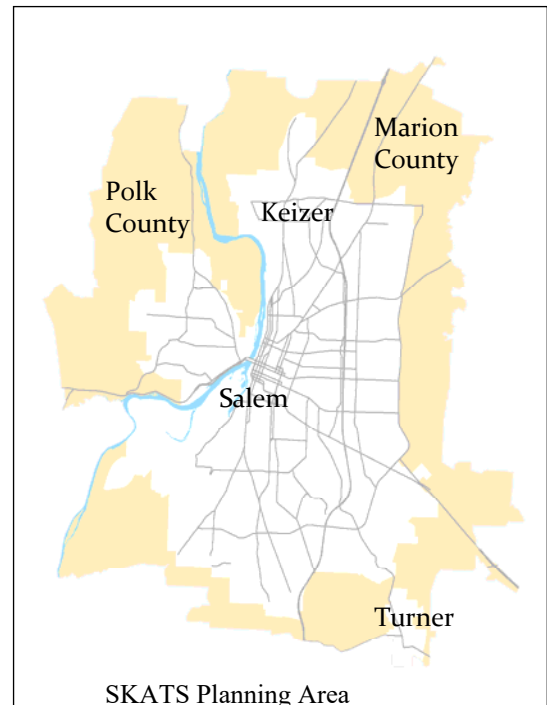 Marion
County
Polk
County
Keizer
Salem
Turner
SKATS Planning Area